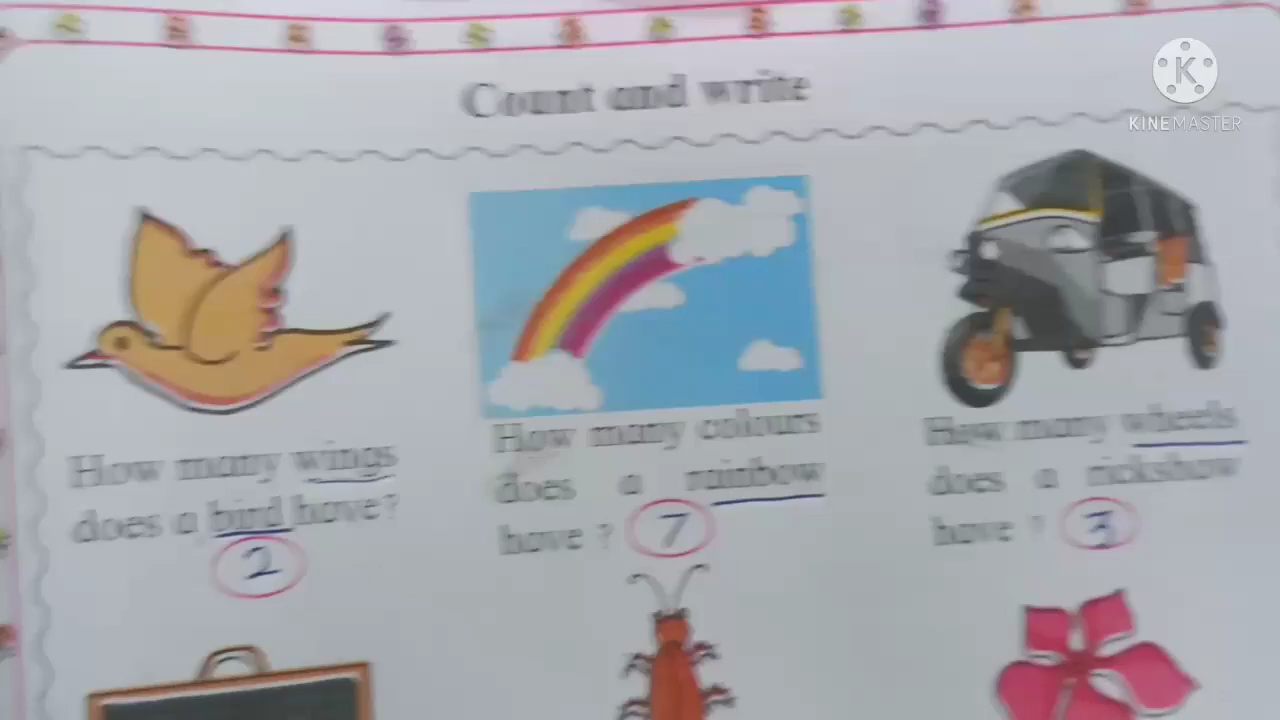 Count and write
KINEMASTER
How many wings
does a bird have?
2
How many colours
does a rainbow
have ? 7
How many wheels
does a rickshaw
have ? 3